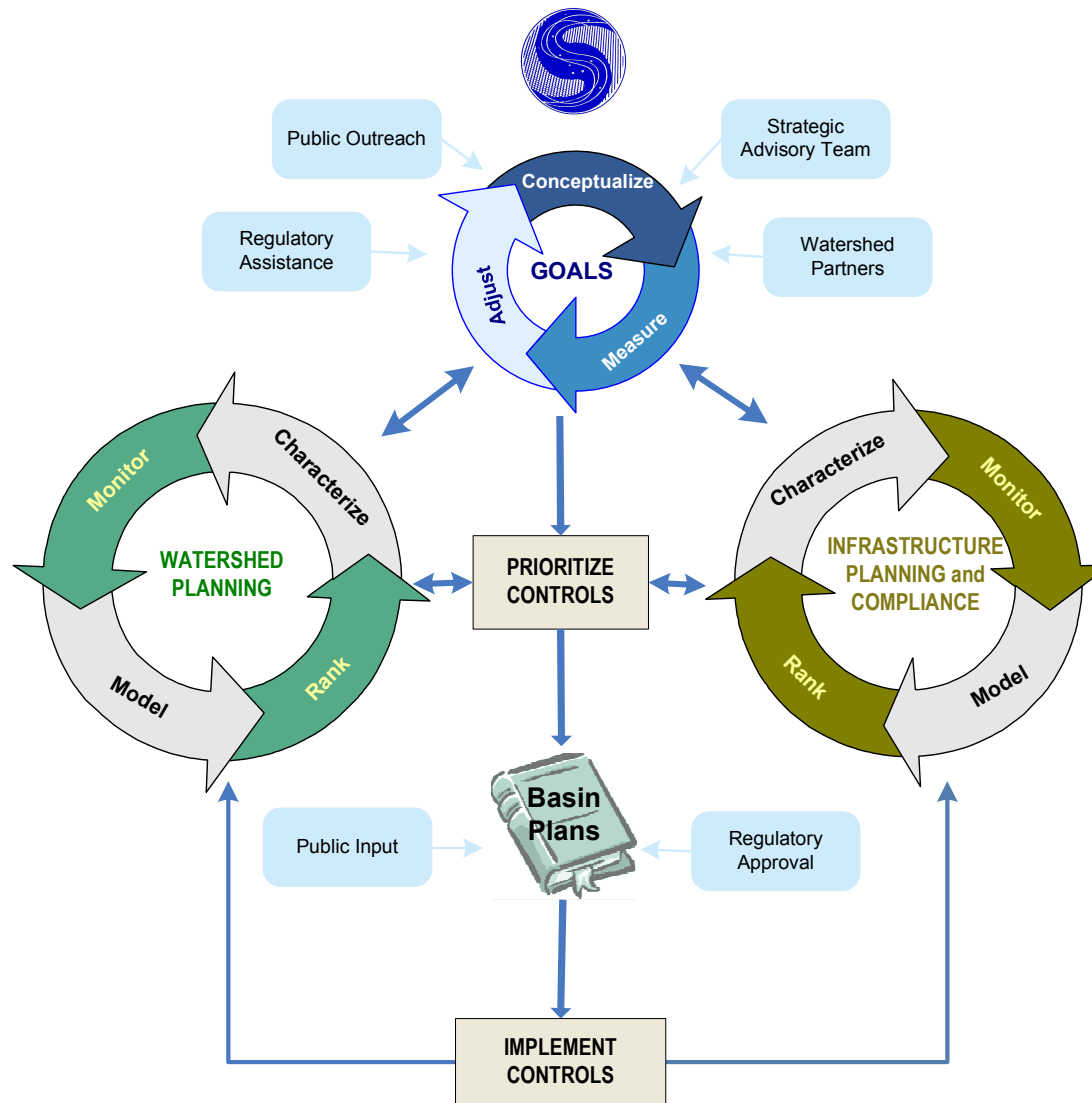 Public Outreach
Strategic
Advisory Team
Conceptualize
Regulatory
Assistance
Watershed
Partners
GOALS
Adjust
Measure
Characterize
Monitor
WATERSHED
PLANNING
Model
Rank
PRIORITIZE
CONTROLS
Characterize
Monitor
INFRASTRUCTURE
PLANNING and
COMPLIANCE
Rank
Model
Basin
Plans
Public Input
Regulatory
Approval
IMPLEMENT
CONTROLS